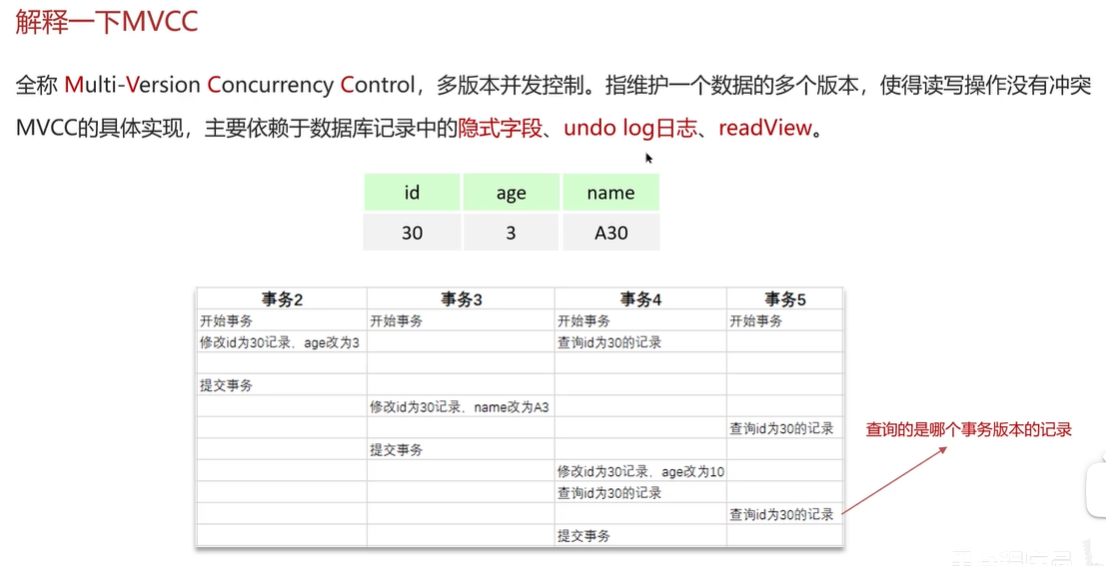 解释一下MVCC
全称 Multi-Version Concurrency Control，多版本并发控制。指维护一个数据的多个版本，使得读写操作没有冲突
MVCC的具体实现，主要依赖于数据库记录中的隐式字段、undo log日志、readView。
id age name
30 3 A30
事务2 事务3 事务4 事务5
开始事务 开始事务 开始事务 开始事务
修改id为30记录，age改为3 查询id为30的记录
提交事务
修改id为30记录，name改为A3
查询id为30的记录 查询的是哪个事务版本的记录
提交事务
修改id为30记录，age改为10
查询id为30的记录
查询id为30的记录
提交事务